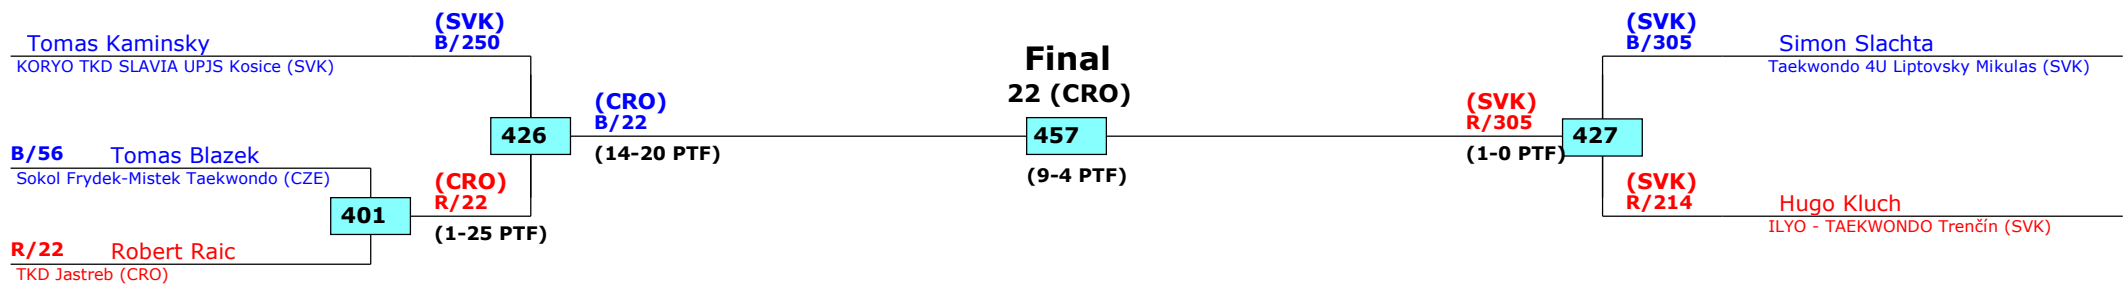 (SVK)
B/250
Tomas Kaminsky
KORYO TKD SLAVIA UPJS Kosice (SVK)
B/56 Tomas Blazek
Sokol Frydek-Mistek Taekwondo (CZE)
401
R/22 Robert Raic
TKD Jastreb (CRO)
(CRO)
R/22
(1-25 PTF)
426
(CRO)
B/22
(14-20 PTF)
Final
22 (CRO)
457
(9-4 PTF)
(SVK)
R/305
(1-0 PTF)
427
(SVK)
B/305
Simon Slachta
Taekwondo 4U Liptovsky Mikulas (SVK)
(SVK)
R/214
Hugo Kluch
ILYO - TAEKWONDO Trenčín (SVK)